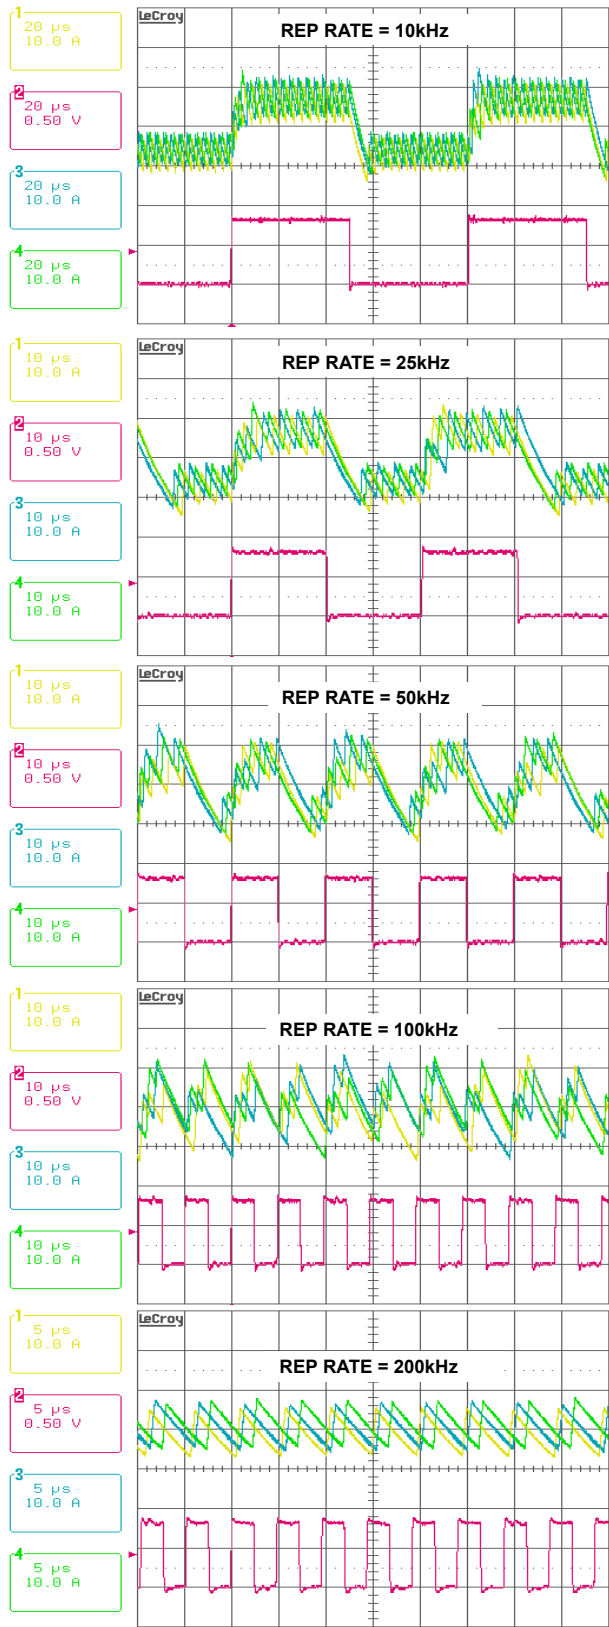 LeCroy
REP RATE = 10kHz
1
20 µs
10.0 A
2
20 µs
0.50 V
3
20 µs
10.0 A
4
20 µs
10.0 A
LeCroy
REP RATE = 25kHz
1
10 µs
10.0 A
2
10 µs
0.50 V
3
10 µs
10.0 A
4
10 µs
10.0 A
LeCroy
REP RATE = 50kHz
1
10 µs
10.0 A
2
10 µs
0.50 V
3
10 µs
10.0 A
4
10 µs
10.0 A
LeCroy
REP RATE = 100kHz
1
10 µs
10.0 A
2
10 µs
0.50 V
3
10 µs
10.0 A
4
10 µs
10.0 A
LeCroy
REP RATE = 200kHz
1
5 µs
10.0 A
2
5 µs
0.50 V
3
5 µs
10.0 A
4
5 µs
10.0 A